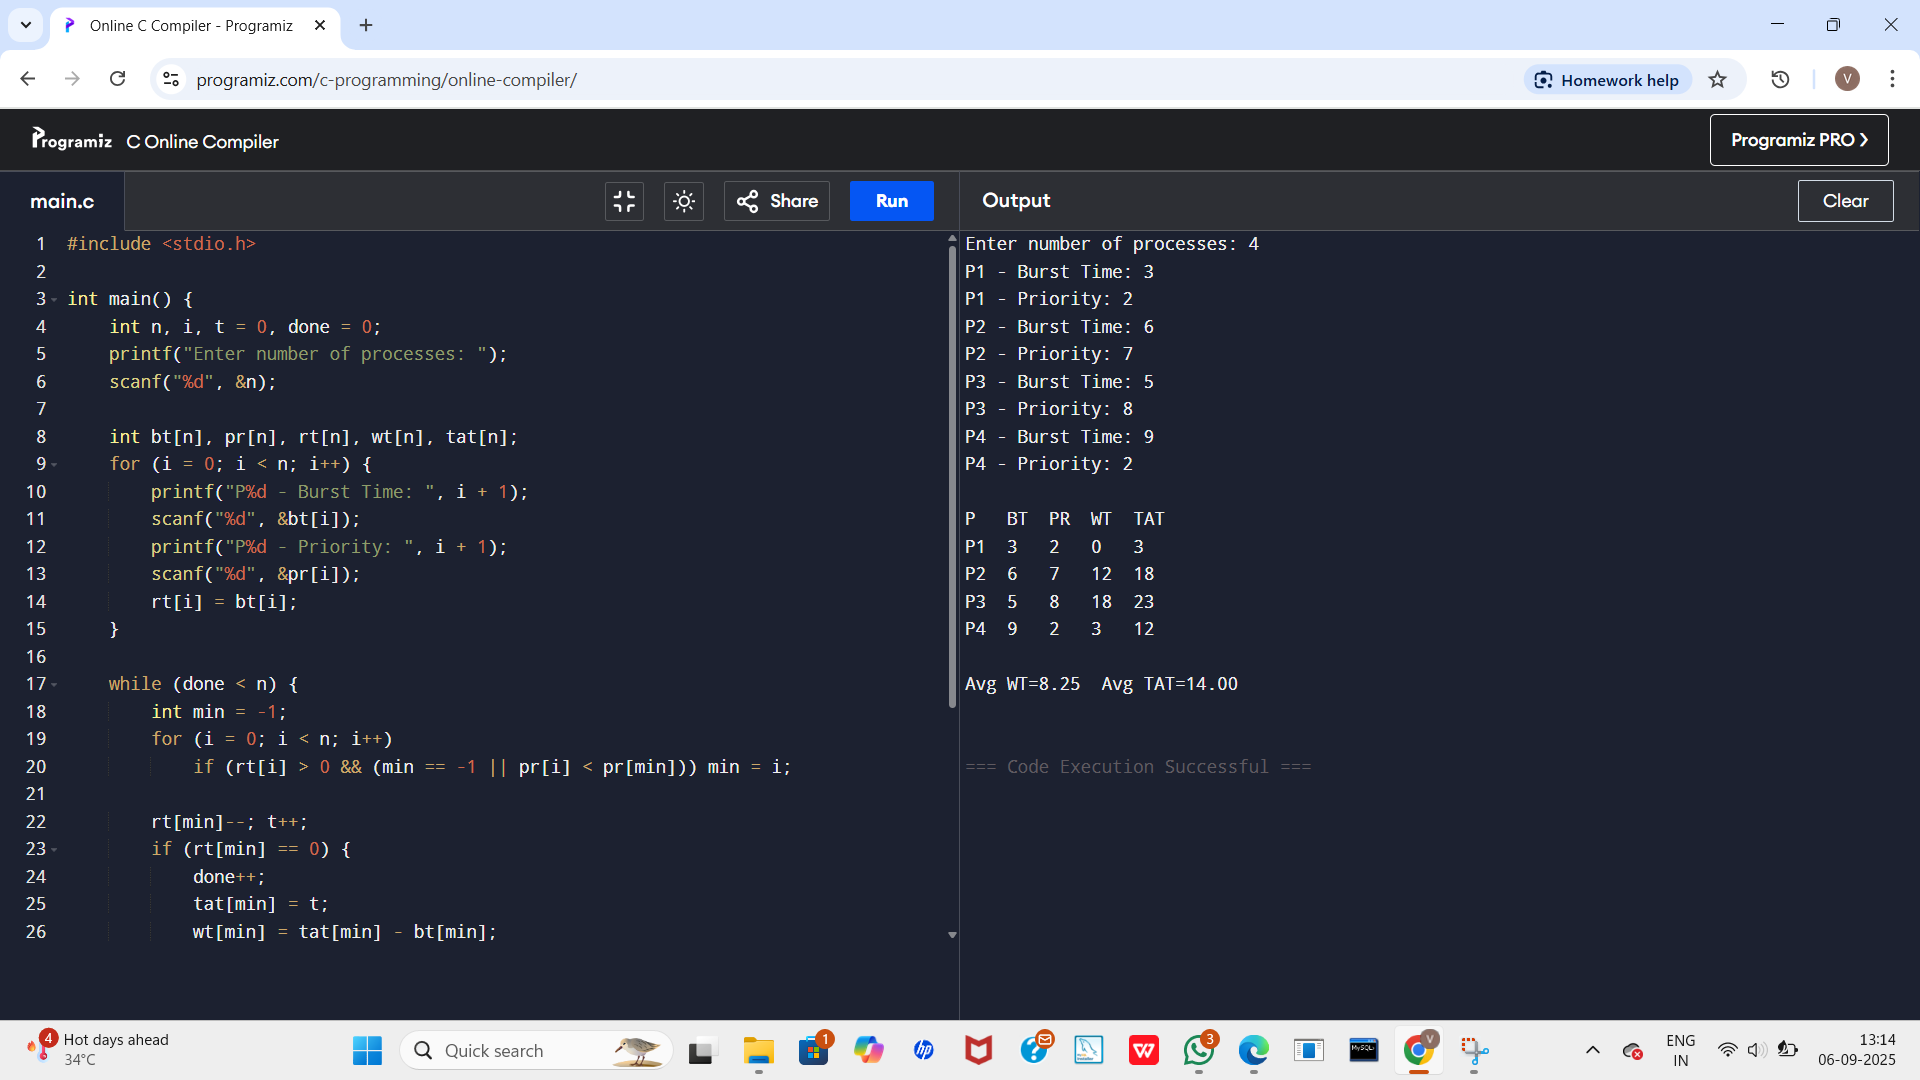 Online C Compiler - Programiz
programiz.com/c-programming/online-compiler/
Homework help
V
Programiz
C Online Compiler
Programiz PRO
main.c
Share
Run
Output
Clear
1 #include <stdio.h>
2
3 int main() {
4     int n, i, t = 0, done = 0;
5     printf("Enter number of processes: ");
6     scanf("%d", &n);
7
8     int bt[n], pr[n], rt[n], wt[n], tat[n];
9     for (i = 0; i < n; i++) {
10         printf("P%d - Burst Time: ", i + 1);
11         scanf("%d", &bt[i]);
12         printf("P%d - Priority: ", i + 1);
13         scanf("%d", &pr[i]);
14         rt[i] = bt[i];
15     }
16
17     while (done < n) {
18         int min = -1;
19         for (i = 0; i < n; i++)
20             if (rt[i] > 0 && (min == -1 || pr[i] < pr[min])) min = i;
21
22         rt[min]--; t++;
23         if (rt[min] == 0) {
24             done++;
25             tat[min] = t;
26             wt[min] = tat[min] - bt[min];
Enter number of processes: 4
P1 - Burst Time: 3
P1 - Priority: 2
P2 - Burst Time: 6
P2 - Priority: 7
P3 - Burst Time: 5
P3 - Priority: 8
P4 - Burst Time: 9
P4 - Priority: 2
P   BT  PR  WT  TAT
P1  3   2   0   3
P2  6   7   12  18
P3  5   8   18  23
P4  9   2   3   12
Avg WT=8.25  Avg TAT=14.00
=== Code Execution Successful ===
4
Hot days ahead
34°C
Quick search
1
hp
W
3
MySQL
V
ENG
IN
13:14
06-09-2025